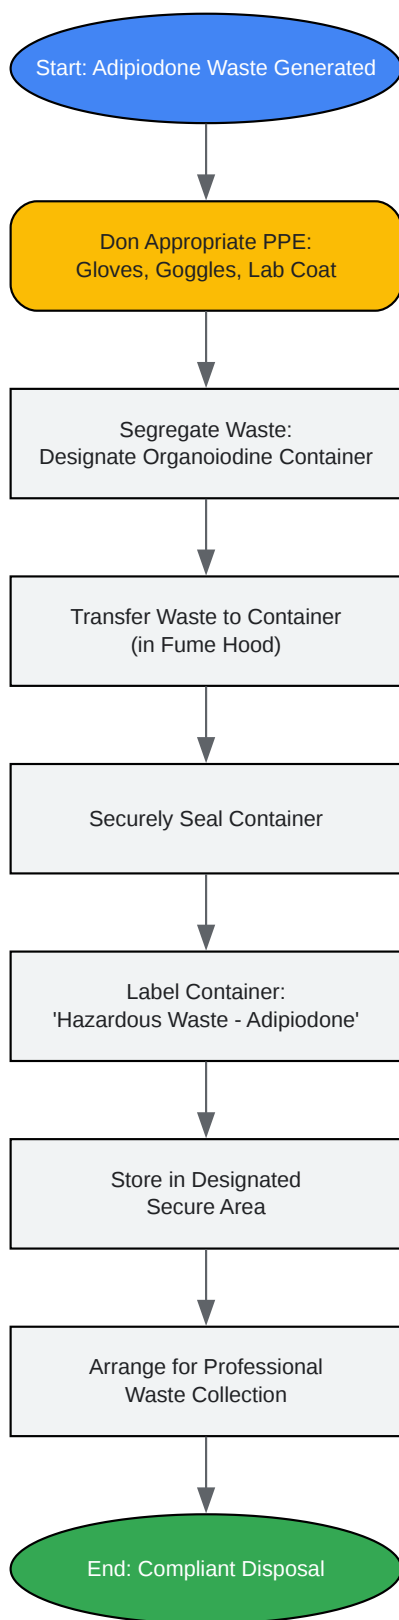 Start: Adipiodone Waste Generated
Don Appropriate PPE:
Gloves, Goggles, Lab Coat
Segregate Waste:
Designate Organoiodine Container
Transfer Waste to Container
(in Fume Hood)
Securely Seal Container
Label Container:
'Hazardous Waste - Adipiodone'
Store in Designated
Secure Area
Arrange for Professional
Waste Collection
End: Compliant Disposal